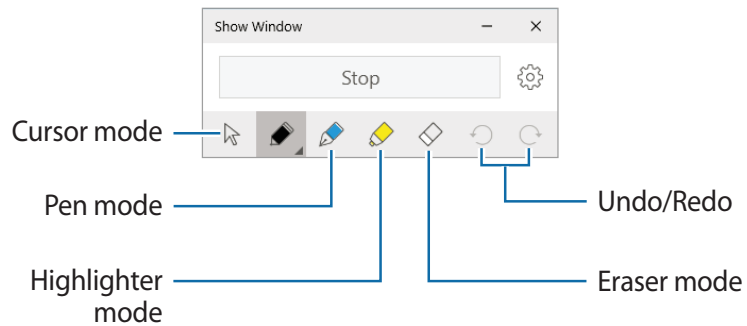 Show Window
Stop
Cursor mode
Pen mode
Undo/Redo
Highlighter
mode
Eraser mode